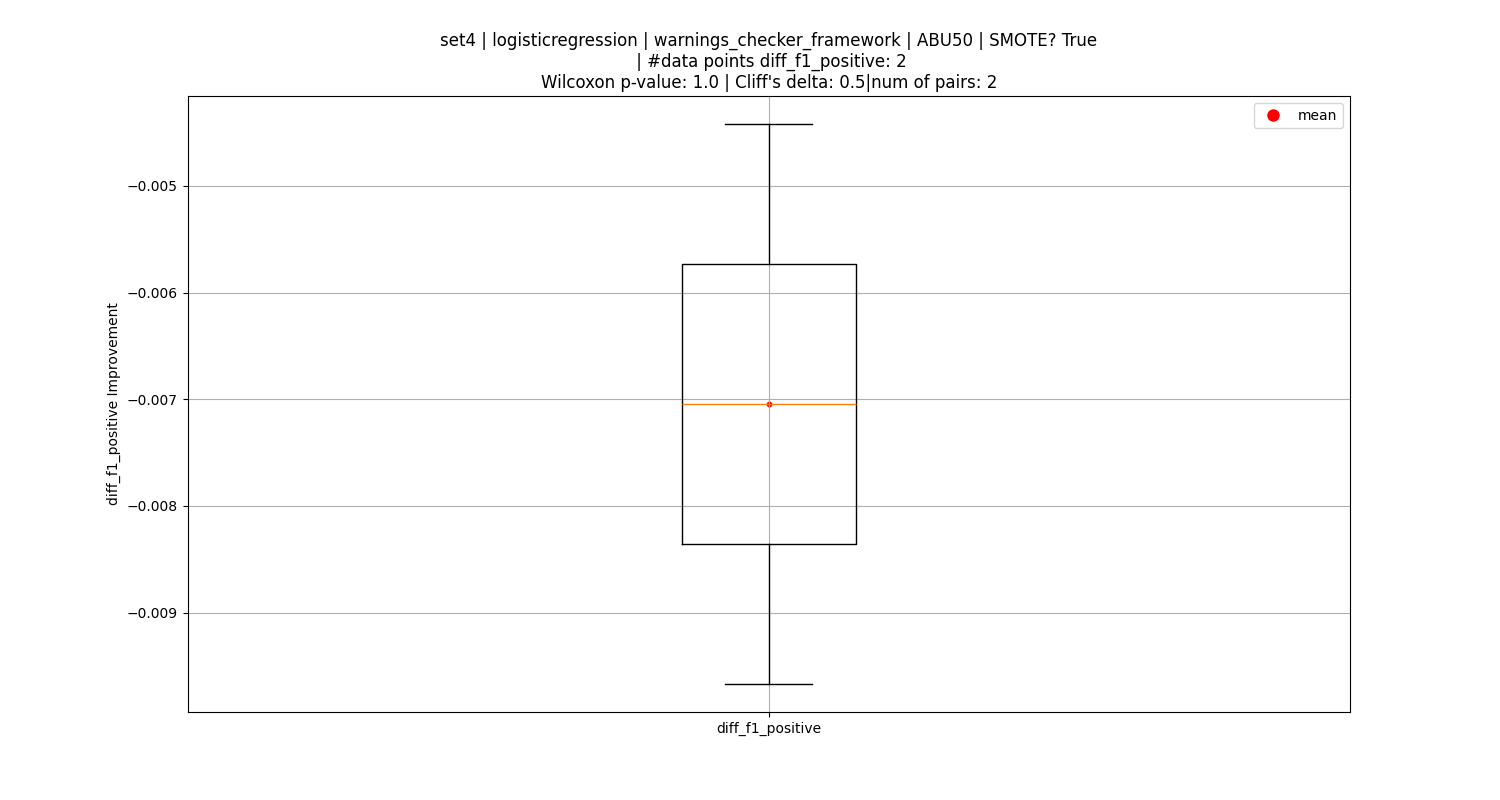 set4 | logisticregression | warnings_checker_framework | ABU50 | SMOTE? True
| #data points diff_f1_positive: 2
Wilcoxon p-value: 1.0 | Cliff's delta: 0.5|num of pairs: 2
mean
−0.005
−0.006
−0.007
−0.008
−0.009
diff_f1_positive Improvement
diff_f1_positive